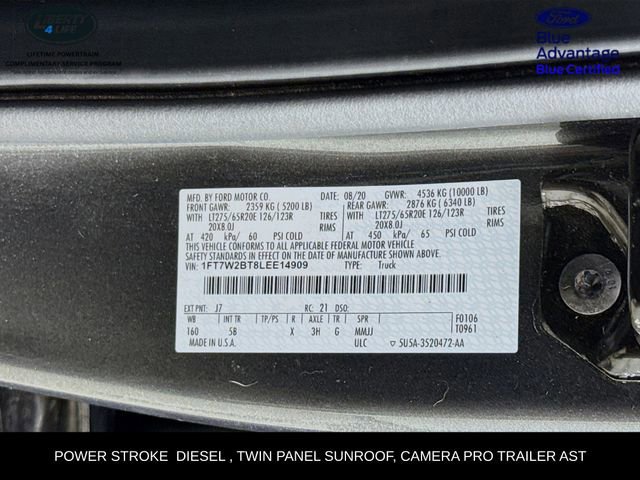 LIBERTY
4 LIFE
LIFETIME POWERTRAIN
COMPLIMENTARY SERVICE PROGRAM
Ford
Blue
Advantage
Blue Certified
MFD. BY FORD MOTOR CO.
DATE: 08/20 GVWR: 4536 KG (10000 LB)
FRONT GAWR: 2359 KG ( 5200 LB) REAR GAWR: 2876 KG ( 6340 LB)
LT275/65R20E 126/123R TIRES LT275/65R20E 126/123R TIRES
20X8.0J RIMS 20X8.0J RIMS
AT 420 kPa/ 60 PSI COLD AT 450 kPa/ 65 PSI COLD
THIS VEHICLE CONFORMS TO ALL APPLICABLE FEDERAL MOTOR VEHICLE
SAFETY STANDARDS IN EFFECT ON THE DATE OF MANUFACTURE SHOWN ABOVE.
VIN: 1FT7W2BT8LEE14909 TYPE: Truck
EXT PNT: J7 RC: 21 DSO: F0106
WB INT TR TP/PS R AXLE TR SPR T0961
160 5B X 3H G MMJJ
MADE IN U.S.A. ULC 5U5A-3520472-AA
POWER STROKE DIESEL , TWIN PANEL SUNROOF, CAMERA PRO TRAILER AST